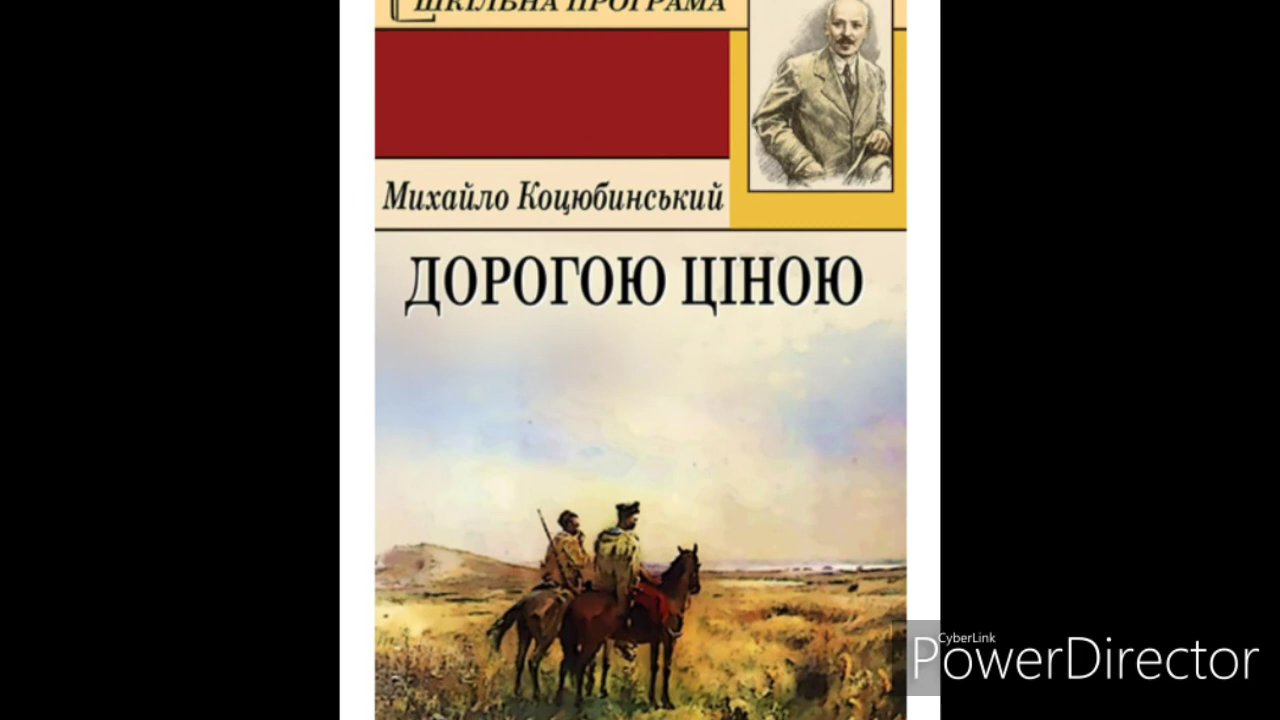 ШКІЛЬНА ПРОГРАМА
Михайло Коцюбинський
ДОРОГОЮ ЦІНОЮ
CyberLink
PowerDirector